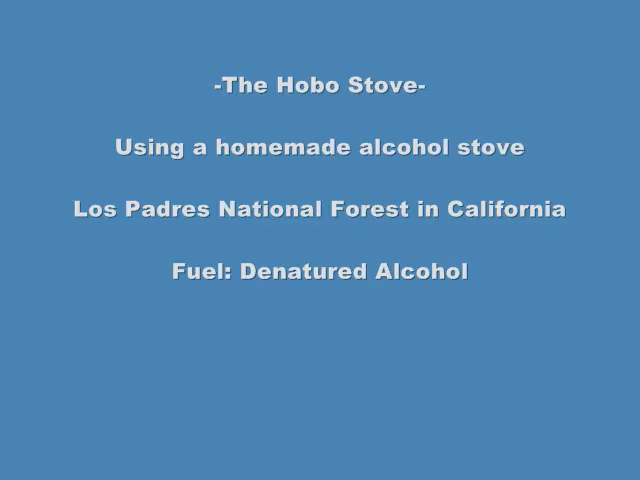 -The Hobo Stove-
Using a homemade alcohol stove
Los Padres National Forest in California
Fuel: Denatured Alcohol